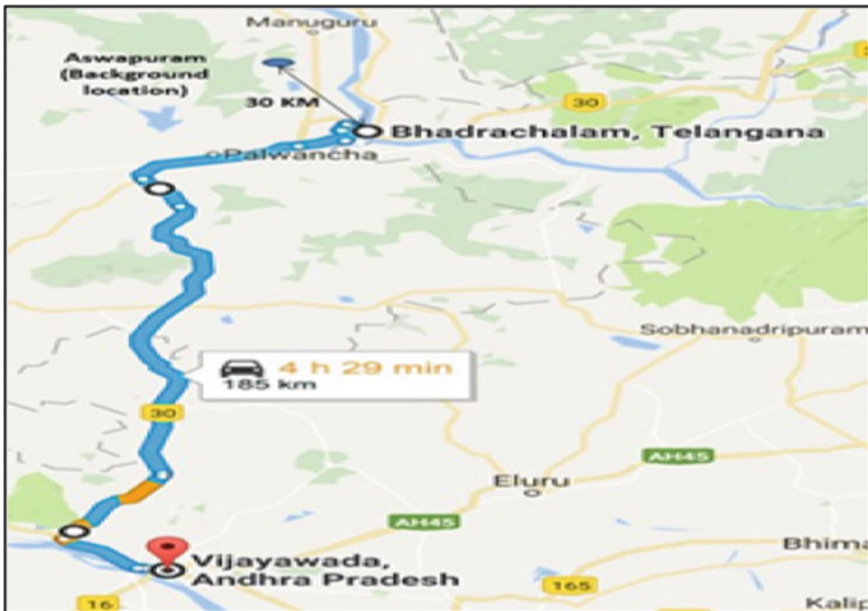 Manuguru
Aswapuram
(Background
location)
30 KM
30
Bhadrachalam, Telangana
Palwancha
Sobhanadripuram
4 h 29 min
185 km
30
AH45
Eluru
AH45
Vijayawada,
Andhra Pradesh
Bhima
165
16
Kalip